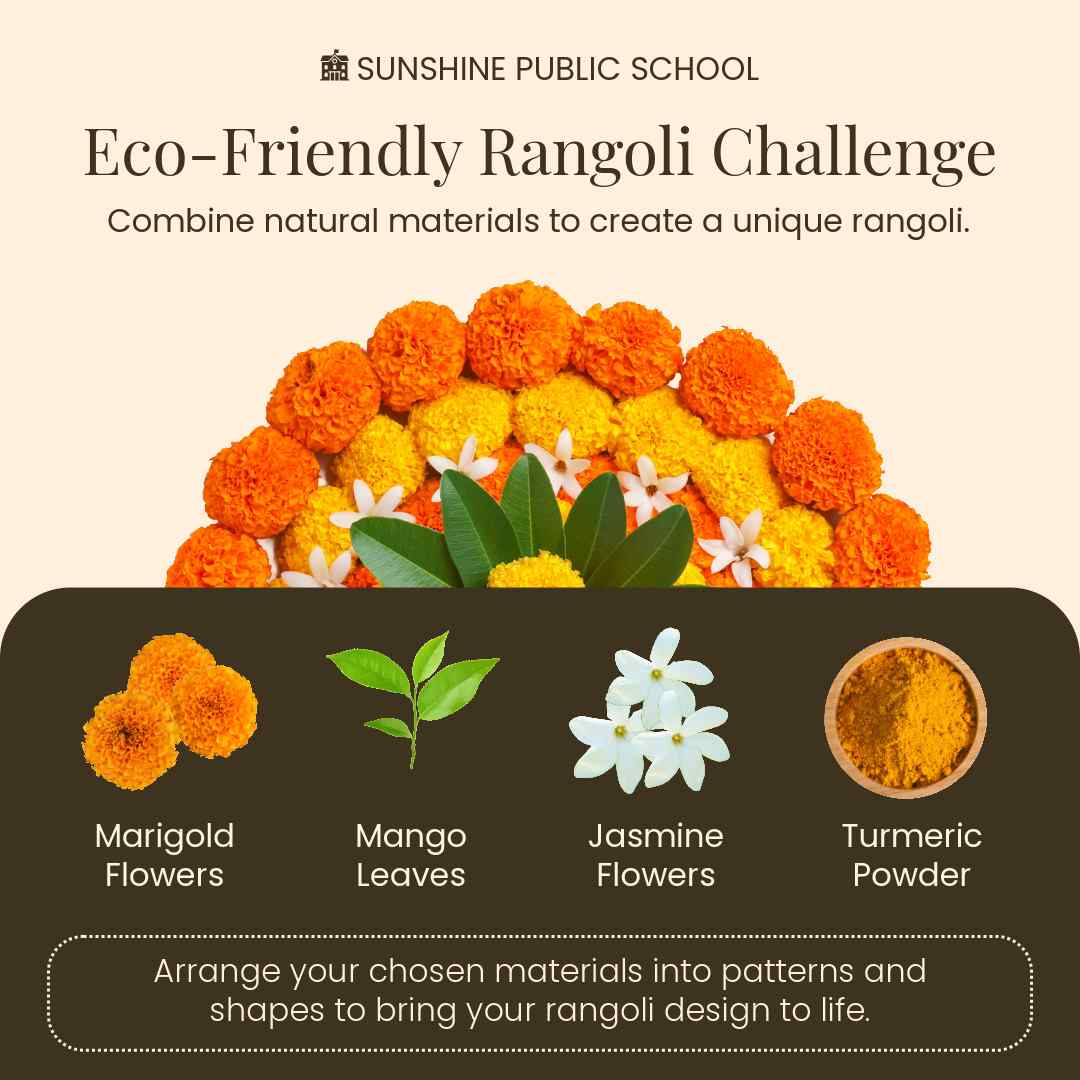 SUNSHINE PUBLIC SCHOOL
Eco-Friendly Rangoli Challenge
Combine natural materials to create a unique rangoli.
Marigold
Flowers
Mango
Leaves
Jasmine
Flowers
Turmeric
Powder
Arrange your chosen materials into patterns and
shapes to bring your rangoli design to life.